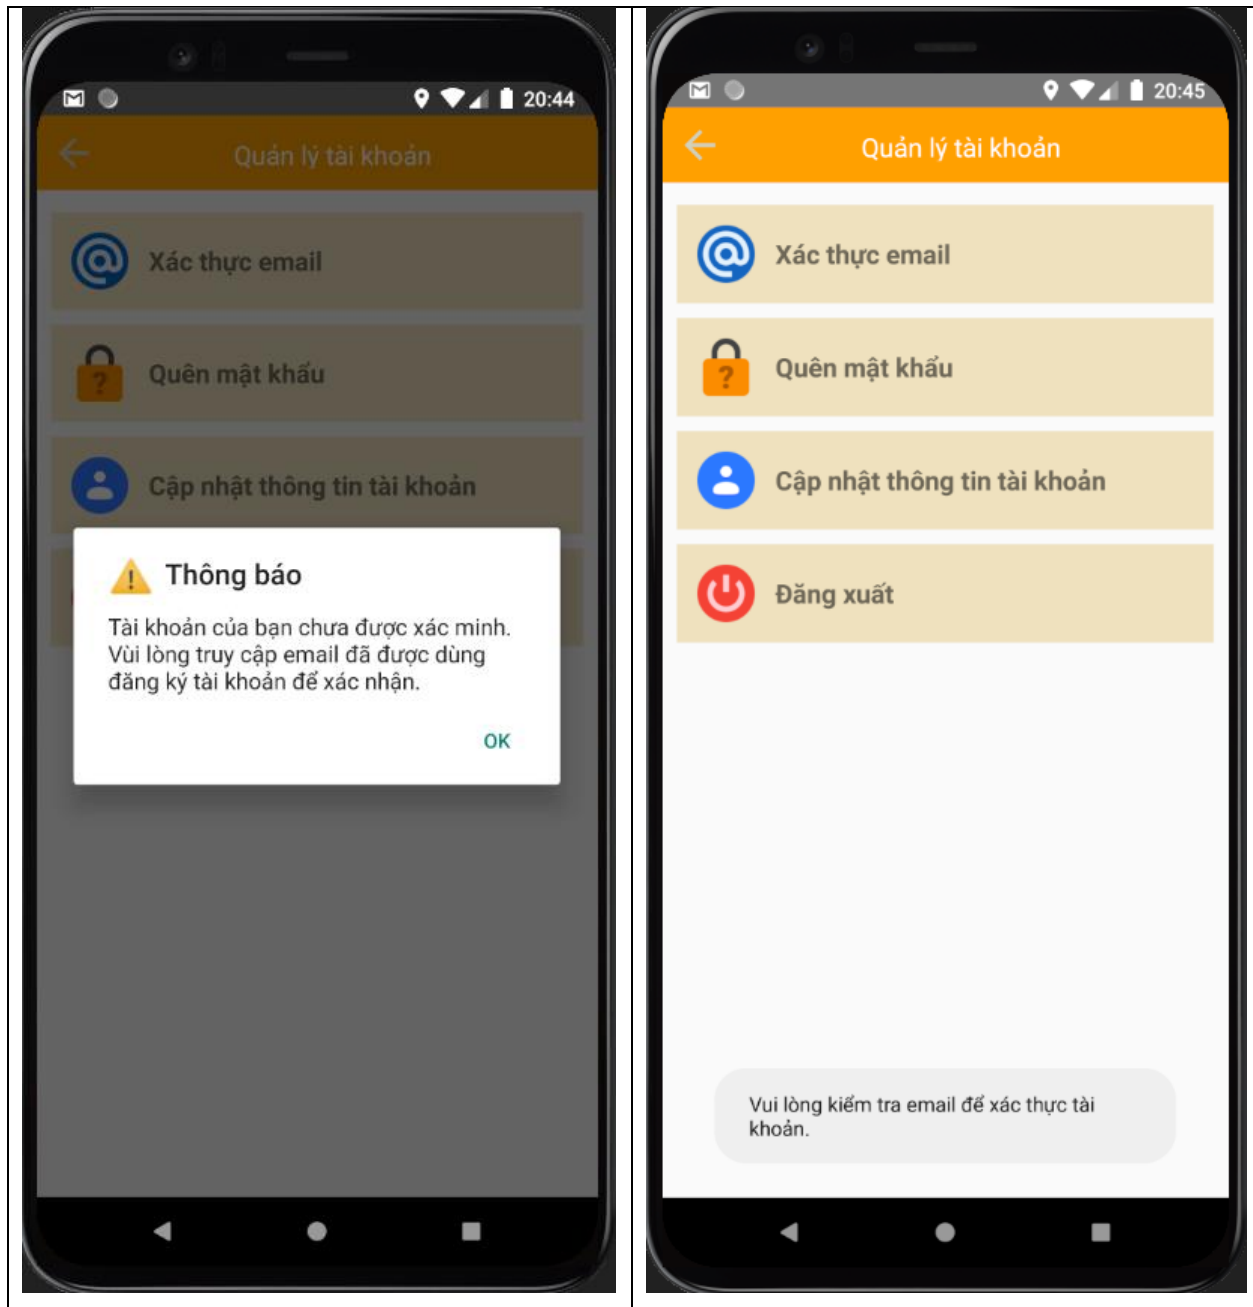 20:44
Quản lý tài khoản
Xác thực email
Quên mật khẩu
Cập nhật thông tin tài khoản
Thông báo
Tài khoản của bạn chưa được xác minh.
Vùi lòng truy cập email đã được dùng
đăng ký tài khoản để xác nhận.
OK
20:45
Quản lý tài khoản
Xác thực email
Quên mật khẩu
Cập nhật thông tin tài khoản
Đăng xuất
Vui lòng kiểm tra email để xác thực tài
khoản.